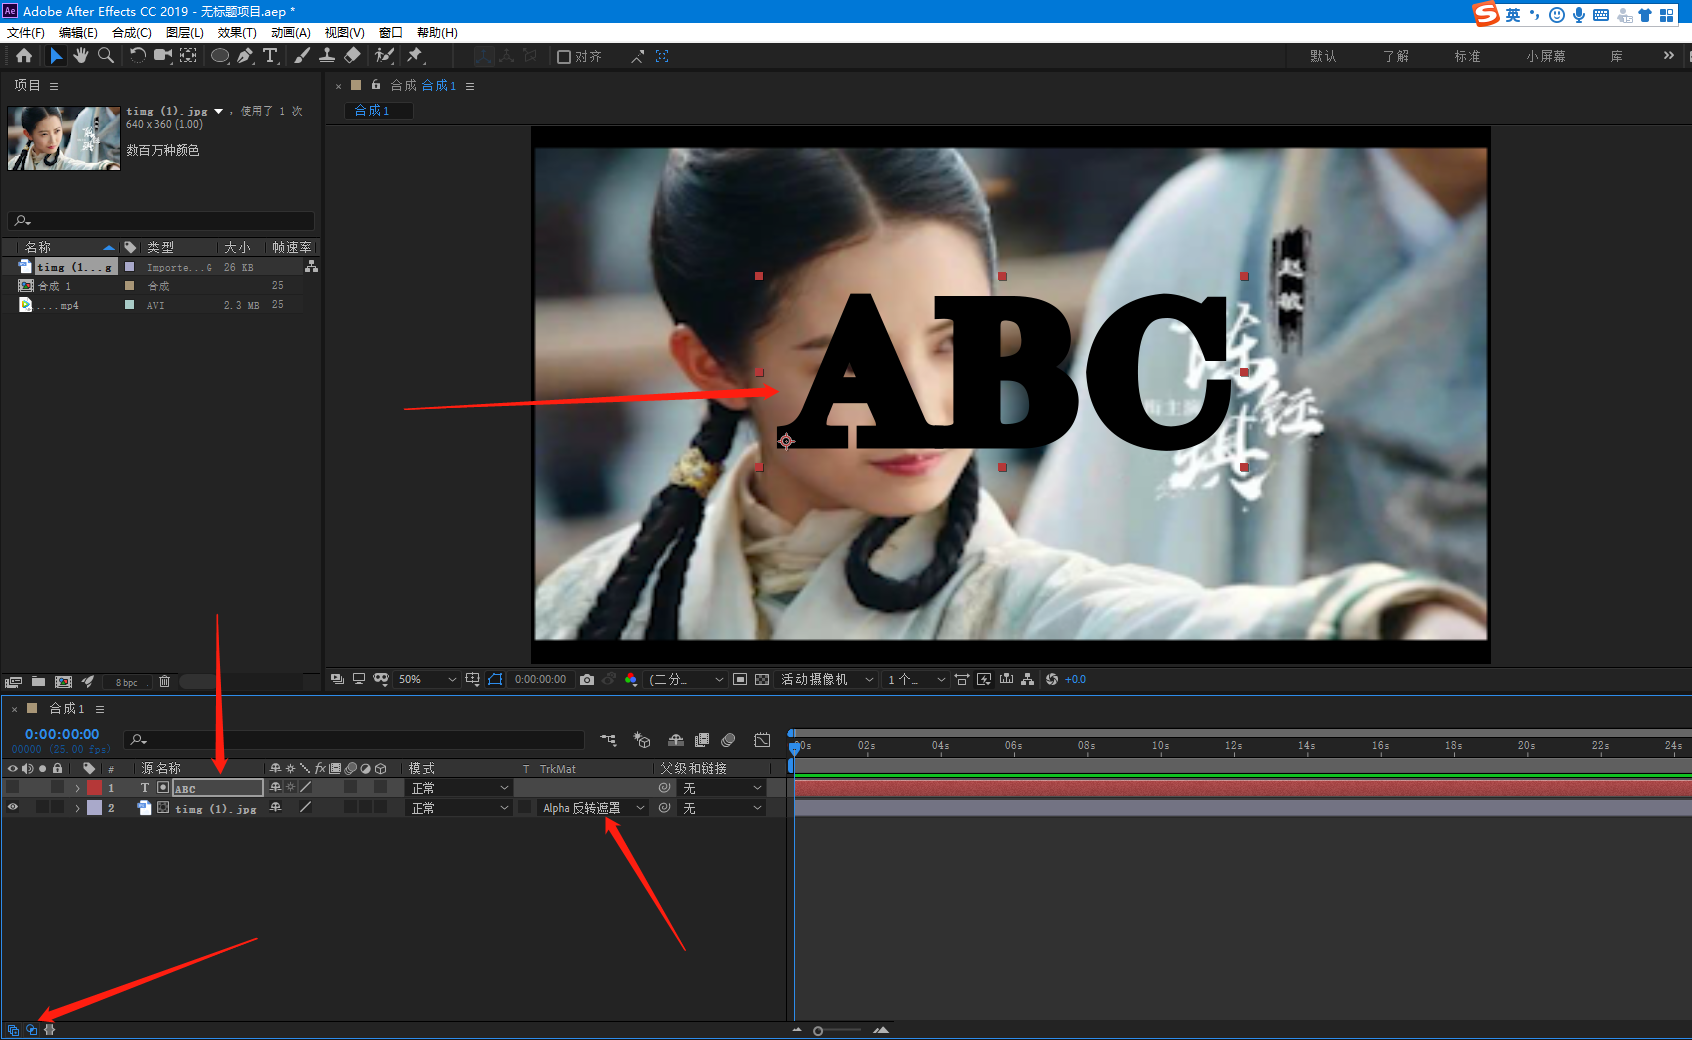 Ae Adobe After Effects CC 2019 - 无标题项目.aep *
英
文件(F) 编辑(E) 合成(C) 图层(L) 效果(T) 动画(A) 视图(V) 窗口 帮助(H)
对齐
默认 了解 标准 小屏幕 库 »
项目
timg (1).jpg ▼ , 使用了 1 次
640 x 360 (1.00)
数百万种颜色
名称 类型 大小 帧速率
timg (1...g Importe...G 26 KB
合成 1 合成 25
.....mp4 AVI 2.3 MB 25
8 bpc
× 合成 合成 1
合成 1
ABC
赵敏
陈钰琪
50% 0:00:00:00 (二分... 活动摄像机 1 个... +0.0
× 合成 1
0:00:00:00
00000 (25.00 fps)
# 源名称 fx 模式 T TrkMat 父级和链接
1 T ABC 正常 无
2 timg (1).jpg 正常 Alpha 反转遮罩 无
00s 02s 04s 06s 08s 10s 12s 14s 16s 18s 20s 22s 24s